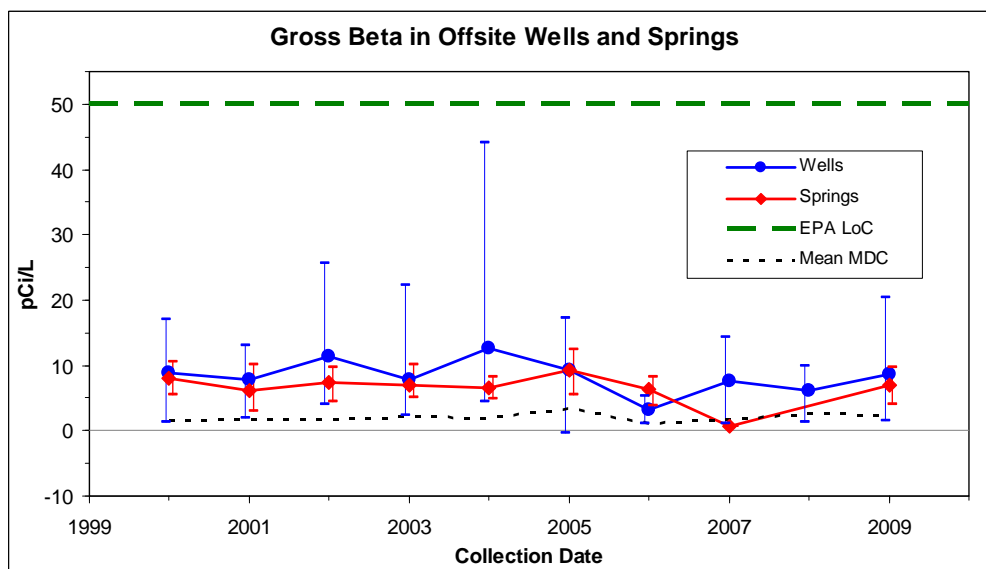 Gross Beta in Offsite Wells and Springs
50
40
30
20
10
0
-10
pCi/L
Wells
Springs
EPA LoC
Mean MDC
1999 2001 2003 2005 2007 2009
Collection Date